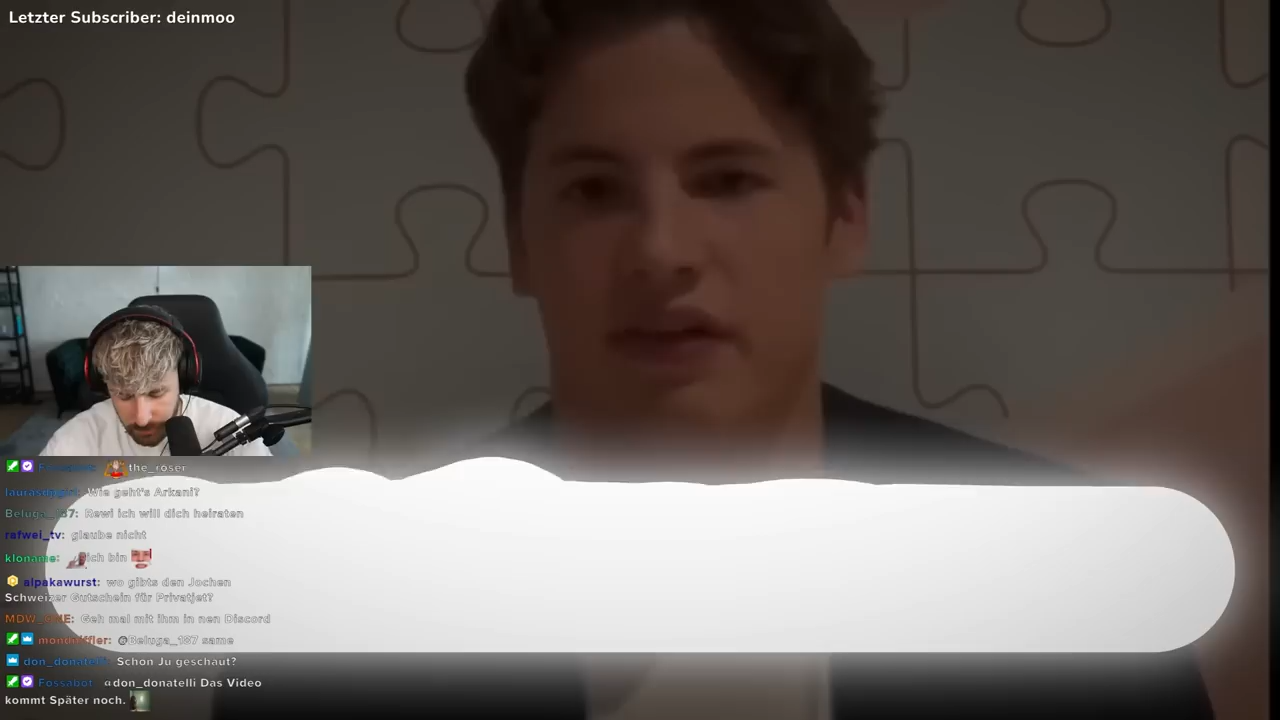 Letzter Subscriber: deinmoo
Fossabot: the_roser
Wie geht's Arkani?
Rewi ich will dich heiraten
rafwei_tv: glaube nicht
kloname: ich bin
alpakawurst: wo gibts den Jochen
Schweizer Gutschein für Privatjet?
Geh mal mit ihm in nen Discord
@Beluga_187 same
don_donatelli: Schon Ju geschaut?
Fossabot: @don_donatelli Das Video
kommt Später noch.